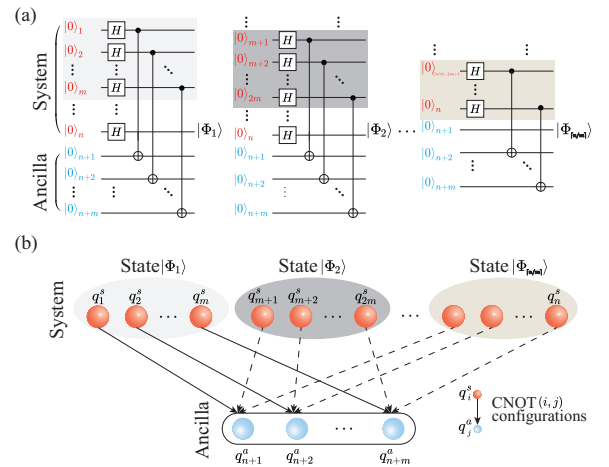 (a)
System
Ancilla
|0⟩₁ H
|0⟩₂ H
|0⟩ₘ H
|0⟩ₙ H |Φ₁⟩
|0⟩ₙ₊₁
|0⟩ₙ₊₂
|0⟩ₙ₊ₘ
|0⟩ₘ₊₁ H
|0⟩ₘ₊₂ H
|0⟩₂ₘ H
|0⟩ₙ H |Φ₂⟩ ...
|0⟩ₙ₊₁
|0⟩ₙ₊₂
|0⟩ₙ₊ₘ
|0⟩ H
|0⟩ₙ H
|0⟩ₙ₊₁ |Φ⌈n/m⌉⟩
|0⟩ₙ₊₂
|0⟩ₙ₊ₘ
(b)
State |Φ₁⟩ State |Φ₂⟩ State |Φ⌈n/m⌉⟩
System
q₁ˢ q₂ˢ ... qₘˢ qₘ₊₁ˢ qₘ₊₂ˢ ... q₂ₘˢ ... ... qₙˢ
Ancilla
...
qₙ₊₁ᵃ qₙ₊₂ᵃ qₙ₊ₘᵃ
qᵢˢ
CNOT(i, j)
configurations
qⱼᵃ